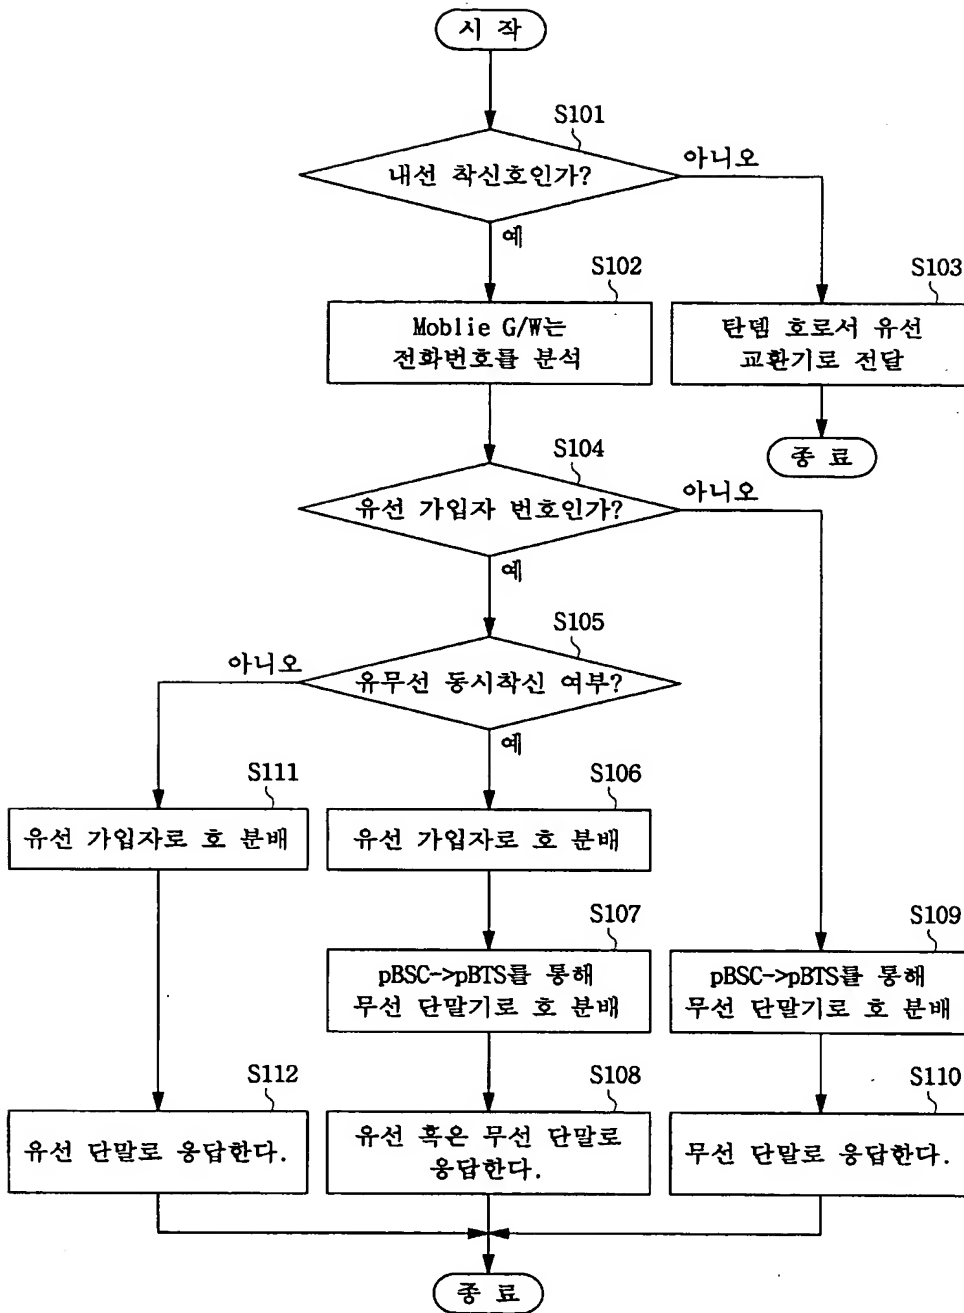 시 작
S101
내선 착신호인가?
아니오
예
S102
Moblie G/W는
전화번호를 분석
S103
탄뎀 호로서 유선
교환기로 전달
종 료
S104
유선 가입자 번호인가?
아니오
예
S105
유무선 동시착신 여부?
아니오
예
S111
유선 가입자로 호 분배
S106
유선 가입자로 호 분배
S107
pBSC->pBTS를 통해
무선 단말기로 호 분배
S109
pBSC->pBTS를 통해
무선 단말기로 호 분배
S112
유선 단말로 응답한다.
S108
유선 혹은 무선 단말로
응답한다.
S110
무선 단말로 응답한다.
종 료